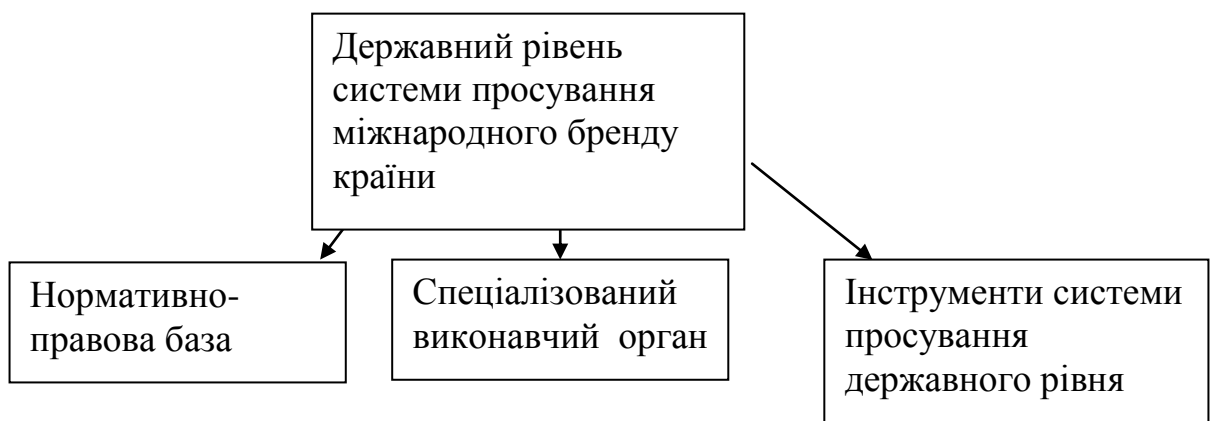 Державний рівень
системи просування
міжнародного бренду
країни
Нормативно-
правова база
Спеціалізований
виконавчий орган
Інструменти системи
просування
державного рівня